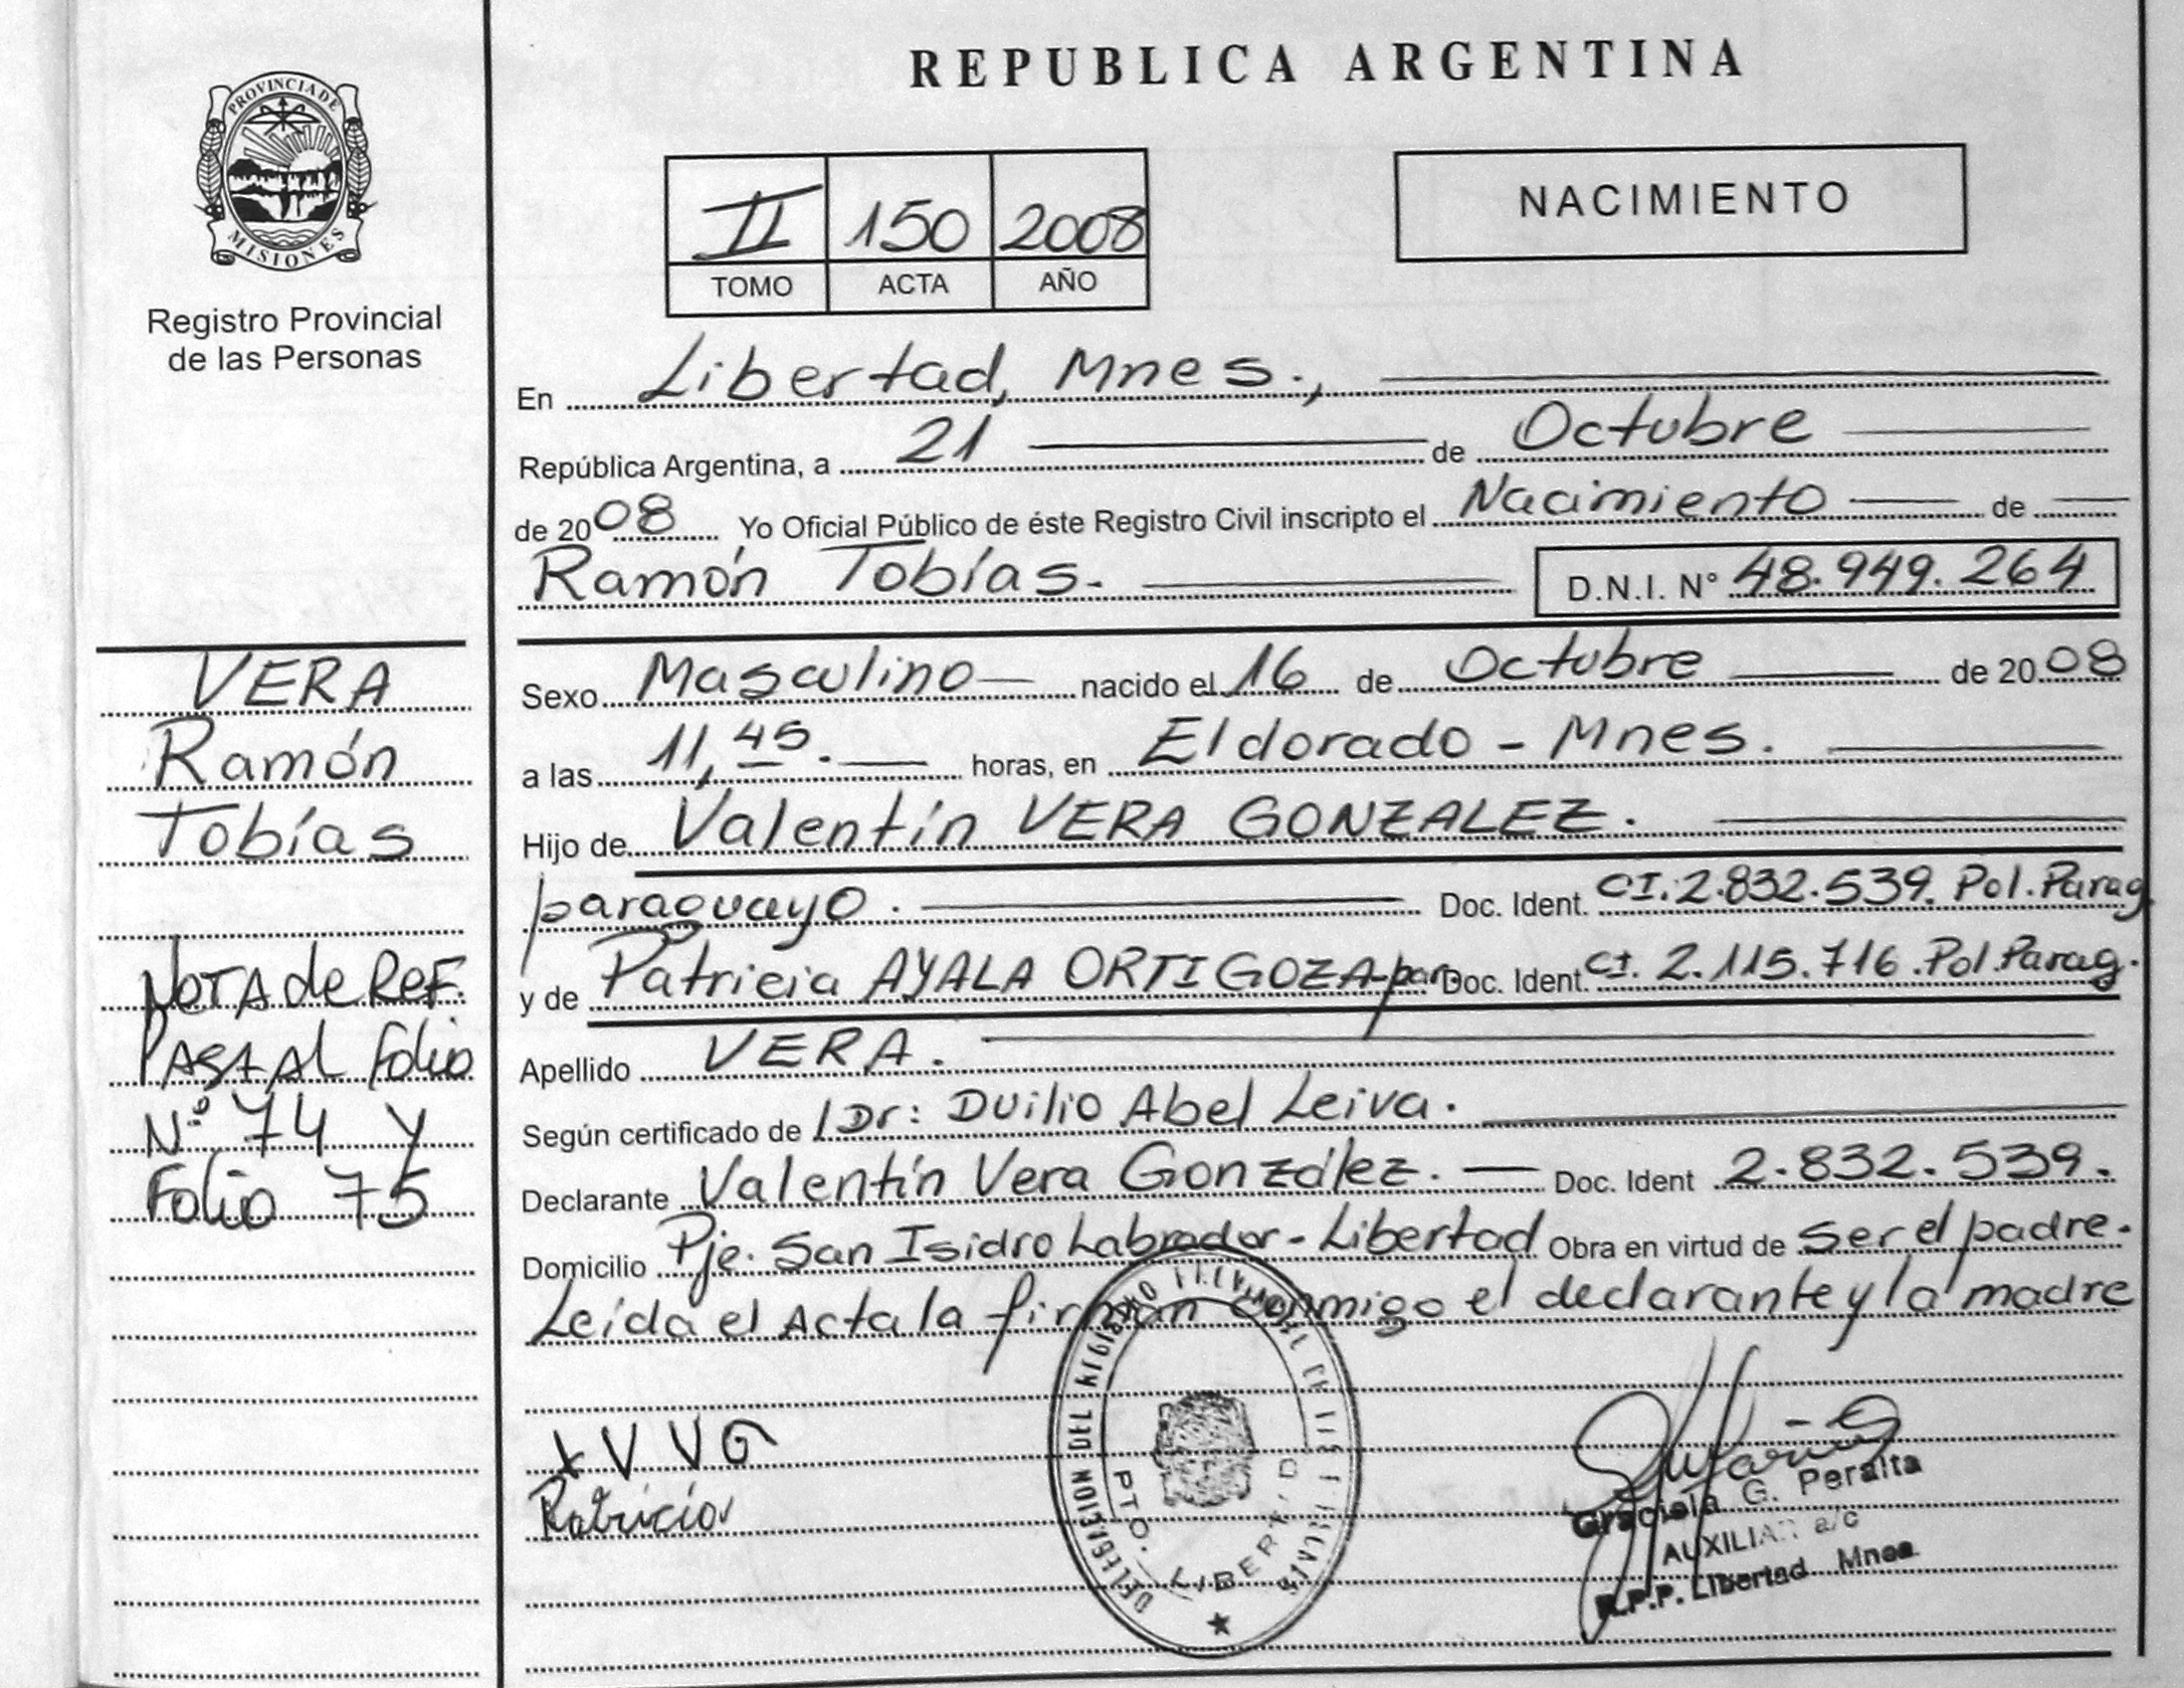 REPUBLICA ARGENTINA
PROVINCIA DE
MISIONES
Registro Provincial
de las Personas
II 150 2008
TOMO ACTA AÑO
NACIMIENTO
En Libertad, Mnes.,
República Argentina, a 21 de Octubre
de 2008 Yo Oficial Público de éste Registro Civil inscripto el Nacimiento de
Ramón Tobías. D.N.I. N° 48.949.264
Sexo Masculino nacido el 16 de Octubre de 2008
a las 11,45. horas, en Eldorado - Mnes.
Hijo de Valentín VERA GONZALEZ.
paraguayo. Doc. Ident. CI. 2.832.539. Pol. Parag
y de Patricia AYALA ORTIGOZA-par. Doc. Ident. CI. 2.115.716. Pol. Parag.
Apellido VERA.
Según certificado de Dr: Duilio Abel Leiva.
Declarante Valentín Vera González. Doc. Ident 2.832.539.
Domicilio Pje. San Isidro Labrador - Libertad Obra en virtud de ser el padre.
Leída el Acta la firman conmigo el declarante y la madre
VERA
Ramón
Tobías
NOTA de REF.
PASA AL Folio
N° 74 y
Folio 75
x V V G
Patricia
DELEGACION DEL REGISTRO
PTO. LIBERTAD
Graciela G. Peralta
AUXILIAR a/c
R.P.P. Libertad Mnes.